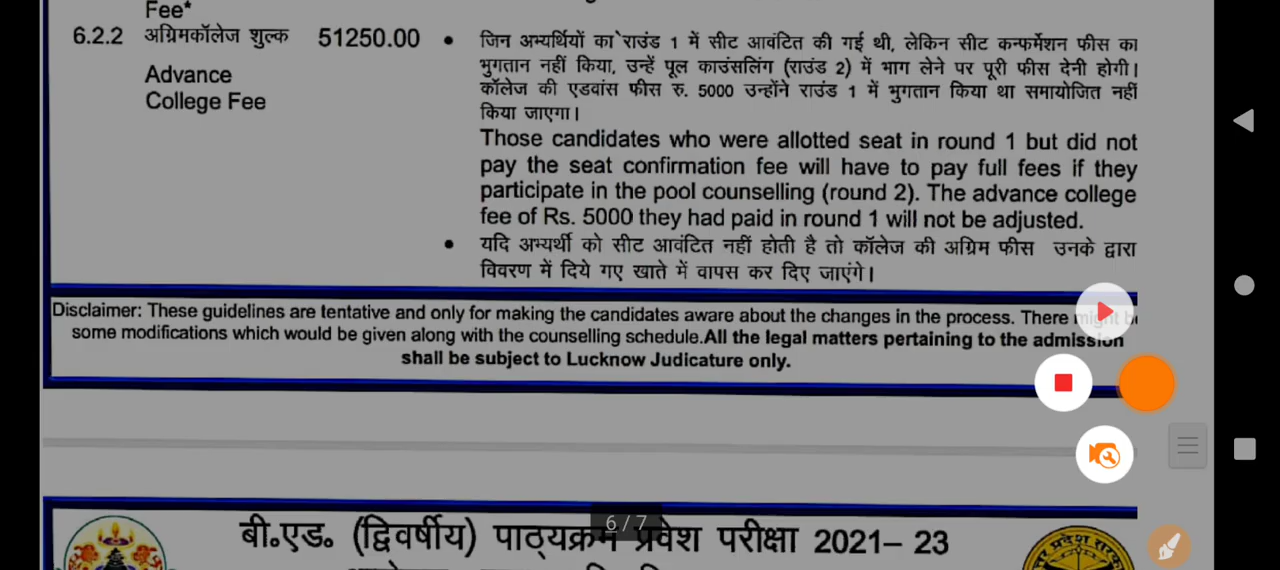 Fee*
6.2.2 अग्रिमकॉलेज शुल्क 51250.00
Advance
College Fee
• जिन अभ्यर्थियों का राउंड 1 में सीट आवंटित की गई थी, लेकिन सीट कन्फर्मेशन फीस का
भुगतान नहीं किया, उन्हें पूल काउंसलिंग (राउंड 2) में भाग लेने पर पूरी फीस देनी होगी।
कॉलेज की एडवांस फीस रु. 5000 उन्होंने राउंड 1 में भुगतान किया था समायोजित नहीं
किया जाएगा।
Those candidates who were allotted seat in round 1 but did not
pay the seat confirmation fee will have to pay full fees if they
participate in the pool counselling (round 2). The advance college
fee of Rs. 5000 they had paid in round 1 will not be adjusted.
• यदि अभ्यर्थी को सीट आवंटित नहीं होती है तो कॉलेज की अग्रिम फीस उनके द्वारा
विवरण में दिये गए खाते में वापस कर दिए जाएंगे।
Disclaimer: These guidelines are tentative and only for making the candidates aware about the changes in the process. There might be
some modifications which would be given along with the counselling schedule.All the legal matters pertaining to the admission
shall be subject to Lucknow Judicature only.
6 / 7
बी०एड० (द्विवर्षीय) पाठ्यक्रम प्रवेश परीक्षा 2021– 23